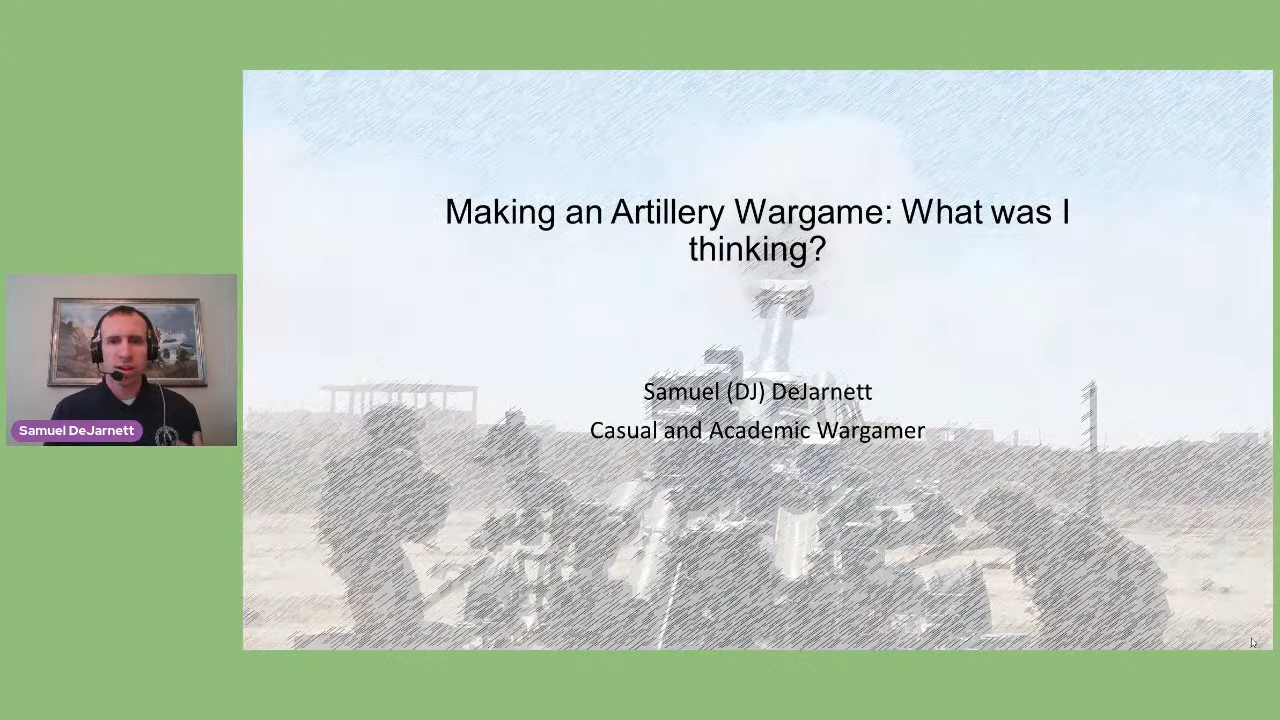 Making an Artillery Wargame: What was I
thinking?
Samuel (DJ) DeJarnett
Casual and Academic Wargamer
Samuel DeJarnett